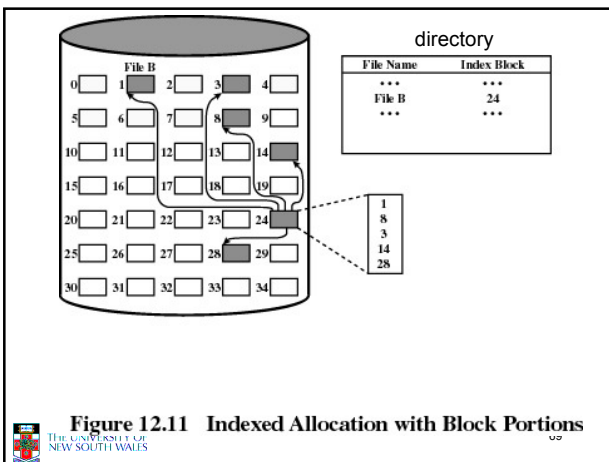 directory
File Name Index Block
• • • • • •
File B 24
• • • • • •
File B
0 1 2 3 4
5 6 7 8 9
10 11 12 13 14
15 16 17 18 19
20 21 22 23 24
25 26 27 28 29
30 31 32 33 34
1
8
3
14
28
Figure 12.11 Indexed Allocation with Block Portions
THE UNIVERSITY OF
NEW SOUTH WALES